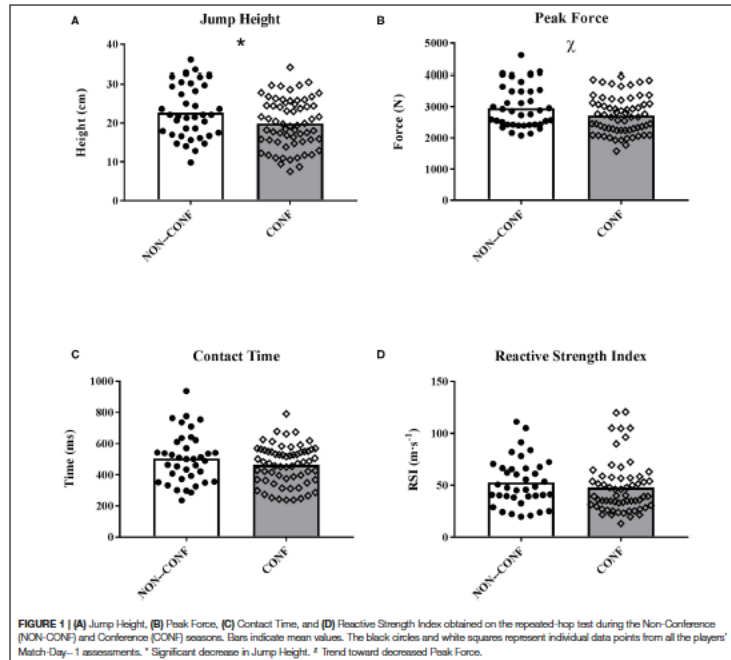 A
Jump Height
*
Height (cm)
40
30
20
10
0
NON--CONF
CONF
B
Peak Force
χ
Force (N)
5000
4000
3000
2000
1000
0
NON--CONF
CONF
C
Contact Time
Time (ms)
1000
800
600
400
200
0
NON--CONF
CONF
D
Reactive Strength Index
RSI (m·s⁻¹)
150
100
50
0
NON--CONF
CONF
FIGURE 1 | (A) Jump Height, (B) Peak Force, (C) Contact Time, and (D) Reactive Strength Index obtained on the repeated-hop test during the Non-Conference
(NON-CONF) and Conference (CONF) seasons. Bars indicate mean values. The black circles and white squares represent individual data points from all the players'
Match-Day–1 assessments. * Significant decrease in Jump Height. χ Trend toward decreased Peak Force.